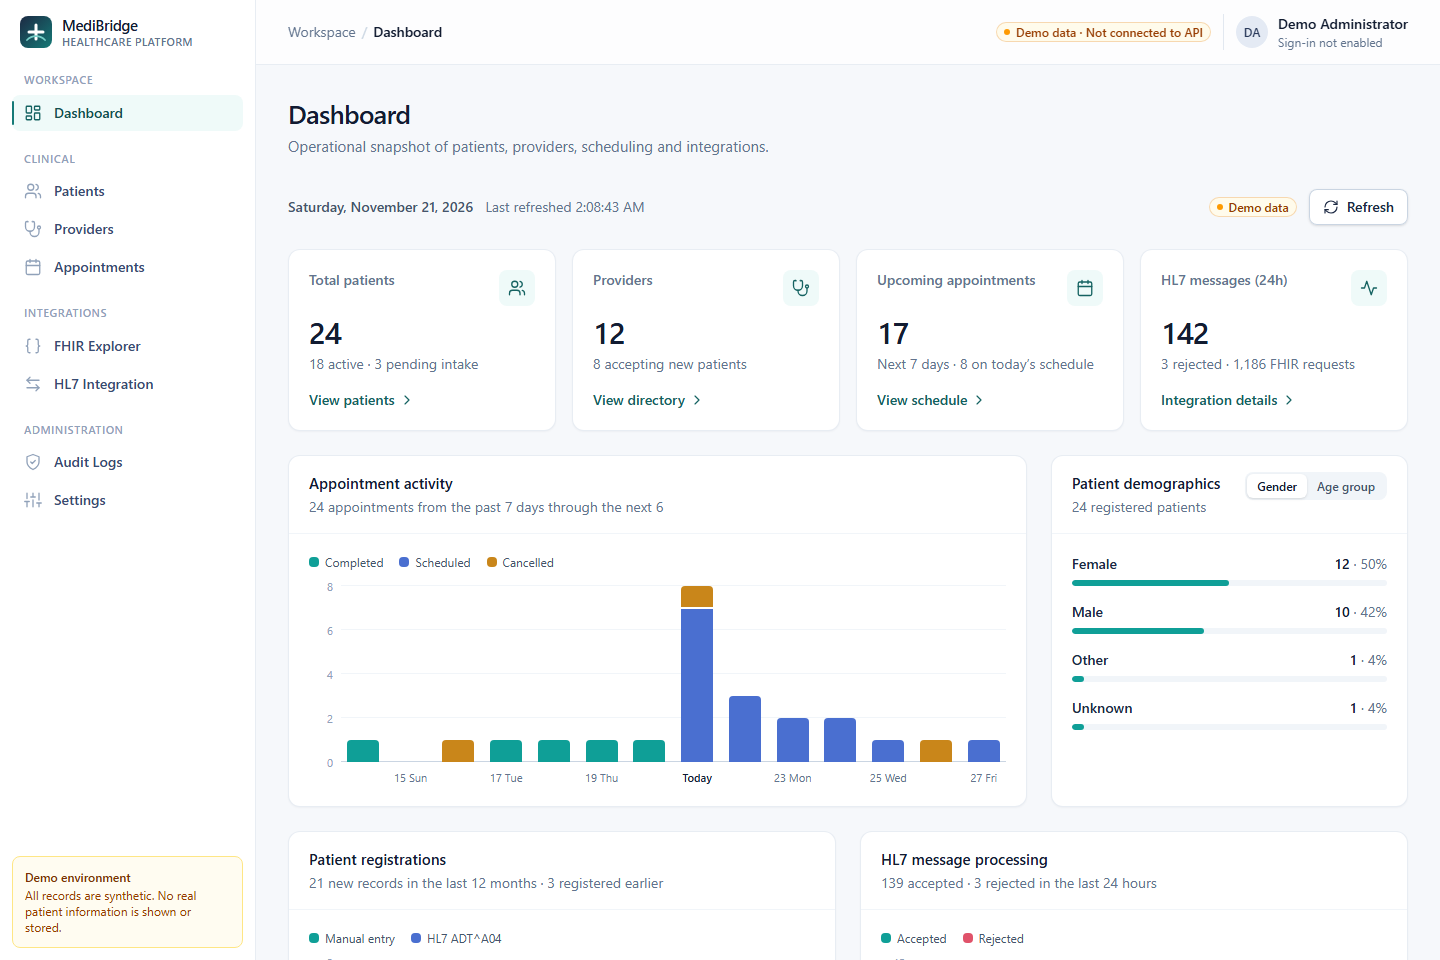 MediBridge
HEALTHCARE PLATFORM
WORKSPACE
Dashboard
CLINICAL
Patients
Providers
Appointments
INTEGRATIONS
FHIR Explorer
HL7 Integration
ADMINISTRATION
Audit Logs
Settings
Demo environment
All records are synthetic. No real
patient information is shown or
stored.
Workspace / Dashboard
Demo data · Not connected to API
DA
Demo Administrator
Sign-in not enabled
Dashboard
Operational snapshot of patients, providers, scheduling and integrations.
Saturday, November 21, 2026 Last refreshed 2:08:43 AM
Demo data
Refresh
Total patients
24
18 active · 3 pending intake
View patients
Providers
12
8 accepting new patients
View directory
Upcoming appointments
17
Next 7 days · 8 on today’s schedule
View schedule
HL7 messages (24h)
142
3 rejected · 1,186 FHIR requests
Integration details
Appointment activity
24 appointments from the past 7 days through the next 6
Completed Scheduled Cancelled
8
6
4
2
0
15 Sun 17 Tue 19 Thu Today 23 Mon 25 Wed 27 Fri
Patient demographics
24 registered patients
Gender Age group
Female 12 · 50%
Male 10 · 42%
Other 1 · 4%
Unknown 1 · 4%
Patient registrations
21 new records in the last 12 months · 3 registered earlier
Manual entry HL7 ADT^A04
HL7 message processing
139 accepted · 3 rejected in the last 24 hours
Accepted Rejected